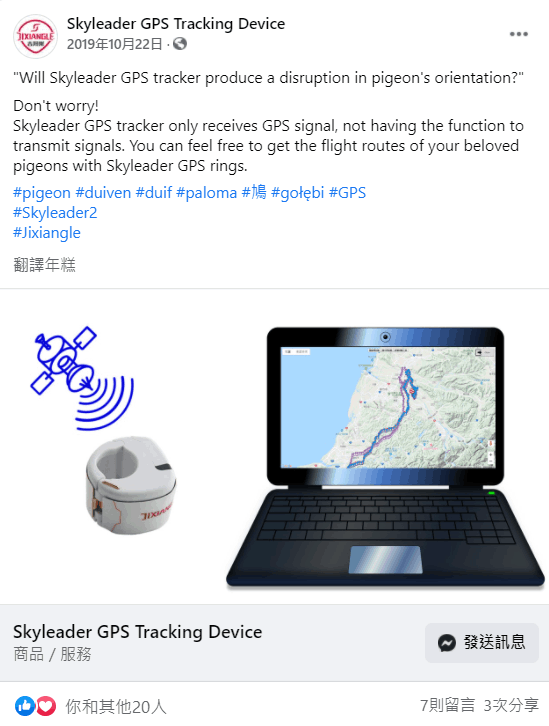 Skyleader GPS Tracking Device
2019年10月22日 ·
"Will Skyleader GPS tracker produce a disruption in pigeon's orientation?"
Don't worry!
Skyleader GPS tracker only receives GPS signal, not having the function to
transmit signals. You can feel free to get the flight routes of your beloved
pigeons with Skyleader GPS rings.
#pigeon #duiven #duif #paloma #鳩 #gołębi #GPS
#Skyleader2
#Jixiangle
翻譯年糕
JIXIANGLE
Skyleader GPS Tracking Device
商品 / 服務
發送訊息
你和其他20人
7則留言 3次分享